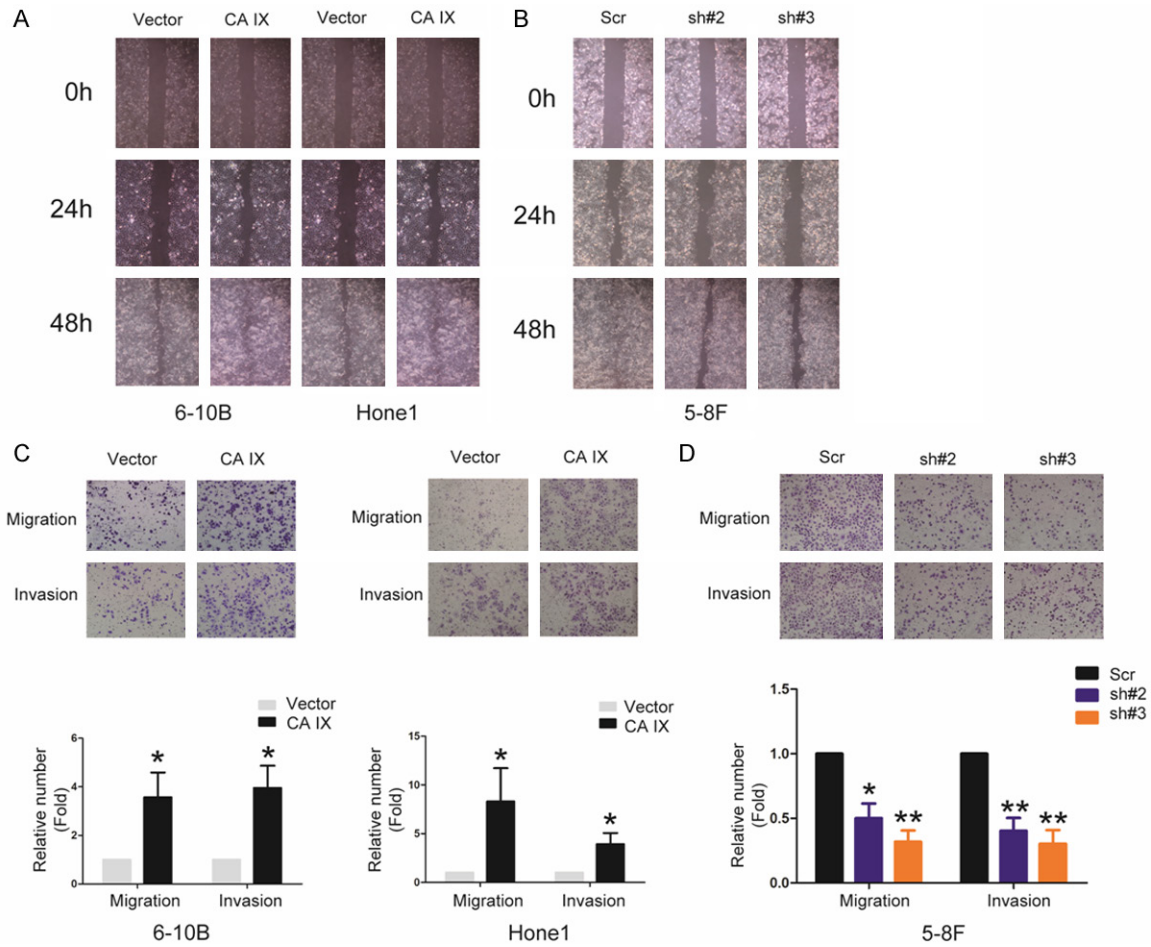 A
Vector CA IX Vector CA IX
0h
24h
48h
6-10B Hone1
B
Scr sh#2 sh#3
0h
24h
48h
5-8F
C
Vector CA IX
Migration
Invasion
Vector
CA IX
6
4
2
0
Relative number
(Fold)
* *
Migration Invasion
6-10B
Vector CA IX
Migration
Invasion
Vector
CA IX
15
10
5
0
Relative number
(Fold)
* *
Migration Invasion
Hone1
D
Scr sh#2 sh#3
Migration
Invasion
Scr
sh#2
sh#3
1.5
1.0
0.5
0.0
Relative number
(Fold)
* ** ** **
Migration Invasion
5-8F